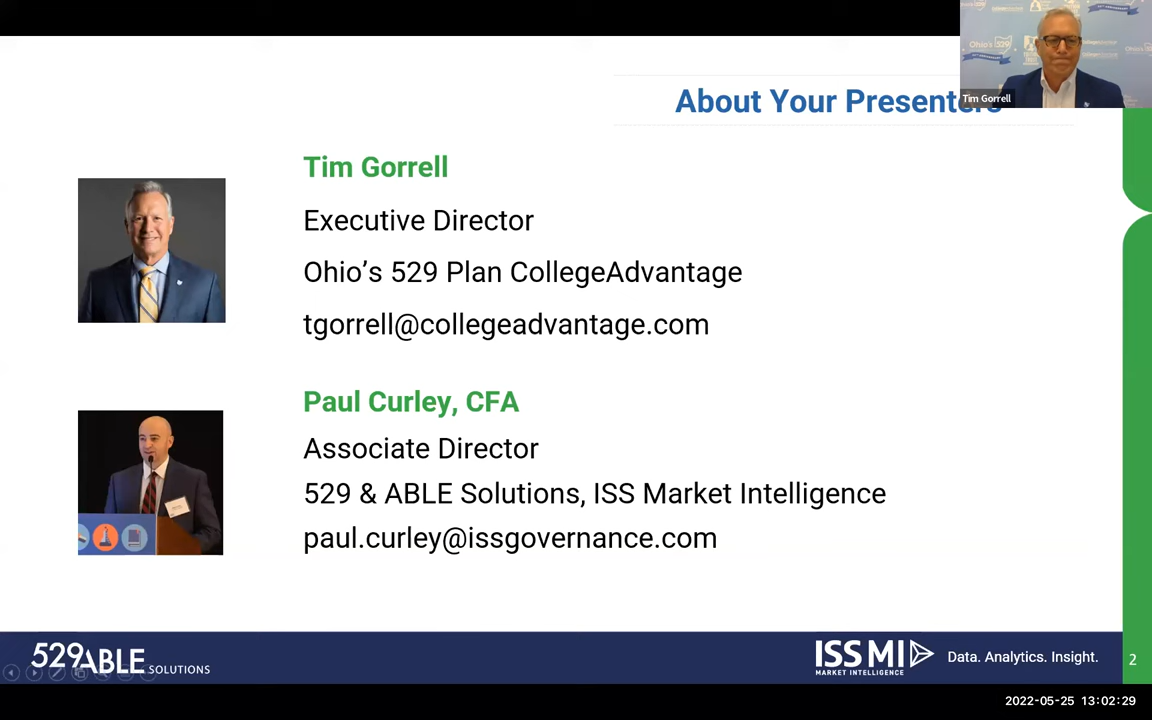 About Your Presenters
Tim Gorrell
Tim Gorrell
Executive Director
Ohio's 529 Plan CollegeAdvantage
tgorrell@collegeadvantage.com
Paul Curley, CFA
Associate Director
529 & ABLE Solutions, ISS Market Intelligence
paul.curley@issgovernance.com
529ABLE SOLUTIONS
ISS MI
MARKET INTELLIGENCE
Data. Analytics. Insight.
2
2022-05-25 13:02:29